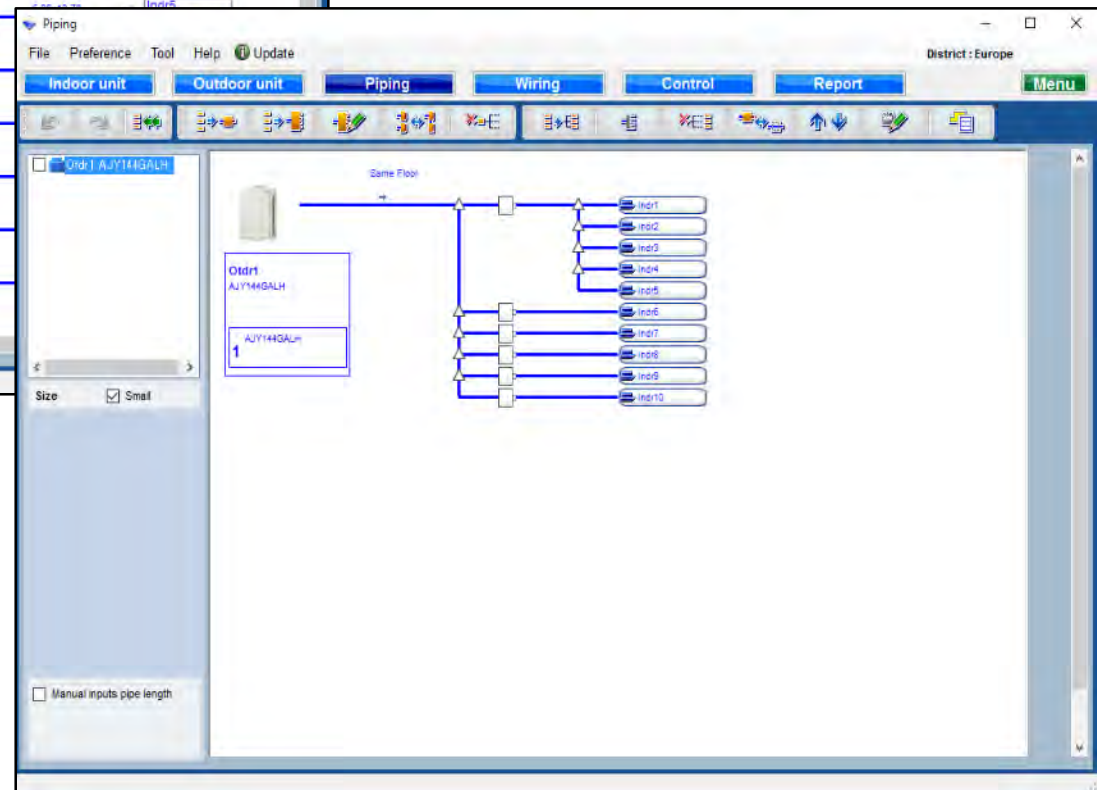 Indr5
Piping
File Preference Tool Help Update
District : Europe
Indoor unit Outdoor unit Piping Wiring Control Report Menu
Otdr1 AJY144GALH
Same Floor
Indr1
Indr2
Indr3
Indr4
Indr5
Otdr1
AJY144GALH
Indr6
AJY144GALH
1
Indr7
Indr8
Indr9
Size Small
Indr10
Manual inputs pipe length